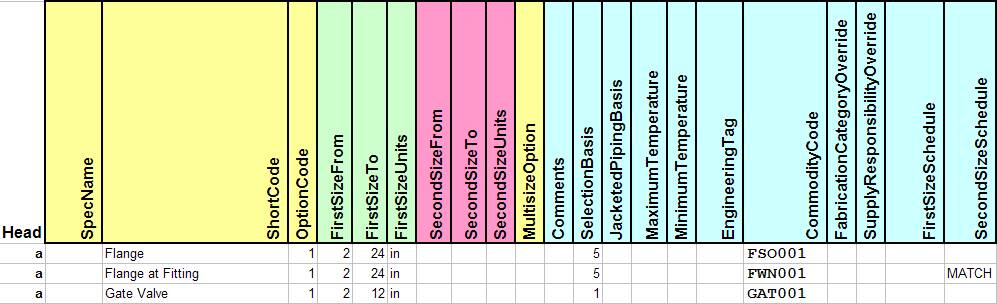 Head SpecName ShortCode OptionCode FirstSizeFrom FirstSizeTo FirstSizeUnits SecondSizeFrom SecondSizeTo SecondSizeUnits MultisizeOption Comments SelectionBasis JacketedPipingBasis MaximumTemperature MinimumTemperature EngineeringTag CommodityCode FabricationCategoryOverride SupplyResponsibilityOverride FirstSizeSchedule SecondSizeSchedule
a Flange 1 2 24 in 5 FSO001
a Flange at Fitting 1 2 24 in 5 FWN001 MATCH
a Gate Valve 1 2 12 in 1 GAT001